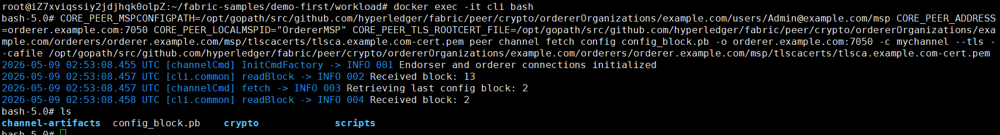 root@iZ7xviqssiy2jdjhqk0olpZ:~/fabric-samples/demo-first/workload# docker exec -it cli bash
bash-5.0# CORE_PEER_MSPCONFIGPATH=/opt/gopath/src/github.com/hyperledger/fabric/peer/crypto/ordererOrganizations/example.com/users/Admin@example.com/msp CORE_PEER_ADDRESS
=orderer.example.com:7050 CORE_PEER_LOCALMSPID="OrdererMSP" CORE_PEER_TLS_ROOTCERT_FILE=/opt/gopath/src/github.com/hyperledger/fabric/peer/crypto/ordererOrganizations/exa
mple.com/orderers/orderer.example.com/msp/tlscacerts/tlsca.example.com-cert.pem peer channel fetch config config_block.pb -o orderer.example.com:7050 -c mychannel --tls -
-cafile /opt/gopath/src/github.com/hyperledger/fabric/peer/crypto/ordererOrganizations/example.com/orderers/orderer.example.com/msp/tlscacerts/tlsca.example.com-cert.pem
2026-05-09 02:53:08.455 UTC [channelCmd] InitCmdFactory -> INFO 001 Endorser and orderer connections initialized
2026-05-09 02:53:08.457 UTC [cli.common] readBlock -> INFO 002 Received block: 13
2026-05-09 02:53:08.457 UTC [channelCmd] fetch -> INFO 003 Retrieving last config block: 2
2026-05-09 02:53:08.458 UTC [cli.common] readBlock -> INFO 004 Received block: 2
bash-5.0# ls
channel-artifacts  config_block.pb    crypto             scripts
bash-5.0#